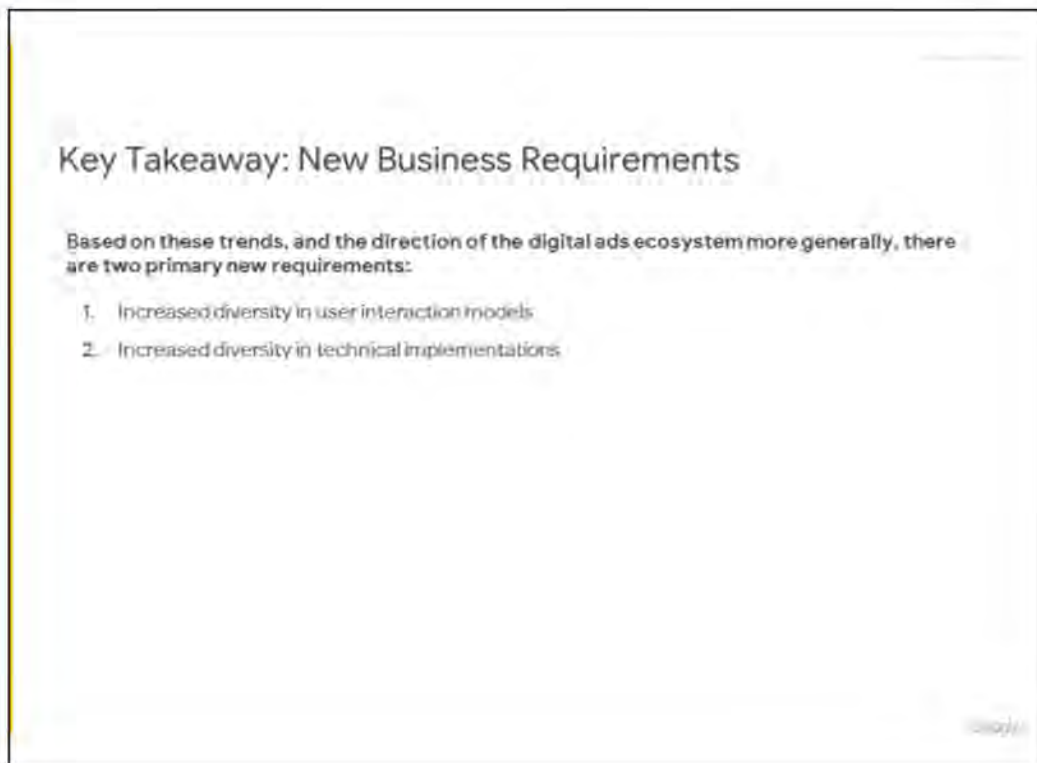 Key Takeaway: New Business Requirements
Based on these trends, and the direction of the digital ads ecosystem more generally, there
are two primary new requirements:
1. Increased diversity in user interaction models
2. Increased diversity in technical implementations